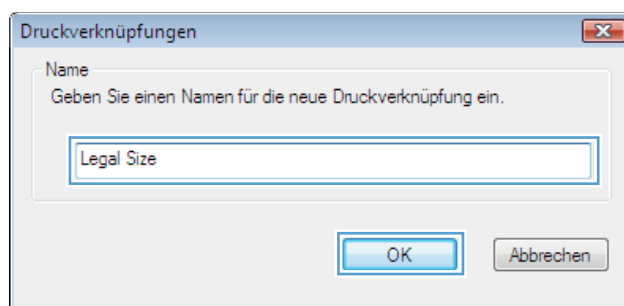 Druckverknüpfungen
Name
Geben Sie einen Namen für die neue Druckverknüpfung ein.
Legal Size
OK
Abbrechen